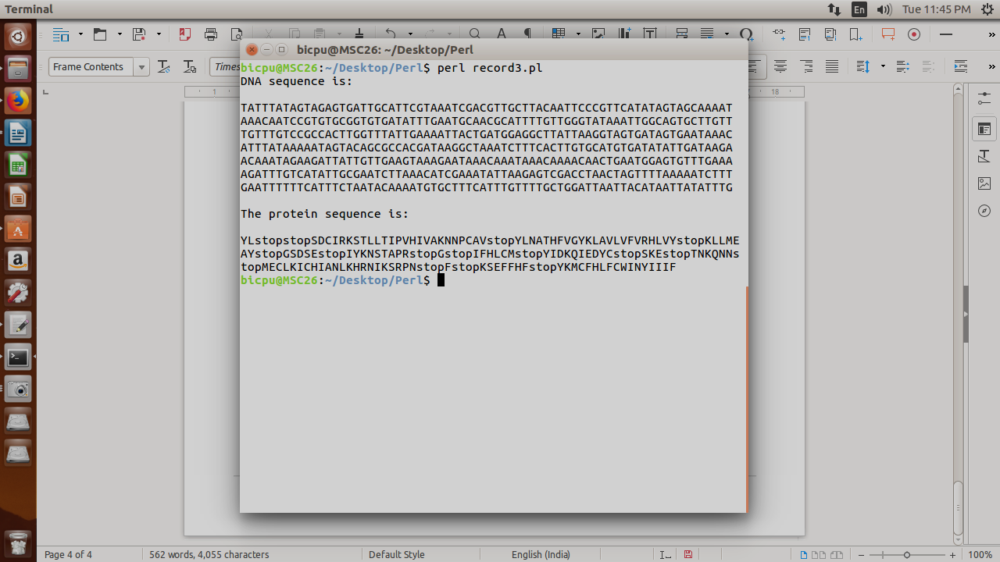 Terminal
En
Tue 11:45 PM
bicpu@MSC26: ~/Desktop/Perl
Frame Contents
Times
1
18
bicpu@MSC26:~/Desktop/Perl$ perl record3.pl
DNA sequence is:
TATTTATAGTAGAGTGATTGCATTCGTAAATCGACGTTGCTTACAATTCCCGTTCATATAGTAGCAAAAT
AAACAATCCGTGTGCGGTGTGATATTTGAATGCAACGCATTTTGTTGGGTATAAATTGGCAGTGCTTGTT
TGTTTGTCCGCCACTTGGTTTATTGAAAATTACTGATGGAGGCTTATTAAGGTAGTGATAGTGAATAAAC
ATTTATAAAAATAGTACAGCGCCACGATAAGGCTAAATCTTTCACTTGTGCATGTGATATATTGATAAGA
ACAAATAGAAGATTATTGTTGAAGTAAAGAATAAACAAATAAACAAAACAACTGAATGGAGTGTTTGAAA
AGATTTGTCATATTGCGAATCTTAAACATCGAAATATTAAGAGTCGACCTAACTAGTTTTAAAAATCTTT
GAATTTTTTCATTTCTAATACAAAATGTGCTTTCATTTGTTTTGCTGGATTAATTACATAATTATATTTG
The protein sequence is:
YLstopstopSDCIRKSTLLTIPVHIVAKNNPCAVstopYLNATHFVGYKLAVLVFVRHLVYstopKLLME
AYstopGSDSEstopIYKNSTAPRstopGstopIFHLCMstopYIDKQIEDYCstopSKEstopTNKQNNs
topMECLKICHIANLKHRNIKSRPNstopFstopKSEFFHFstopYKMCFHLFCWINYIIIF
bicpu@MSC26:~/Desktop/Perl$
Page 4 of 4
562 words, 4,055 characters
Default Style
English (India)
100%